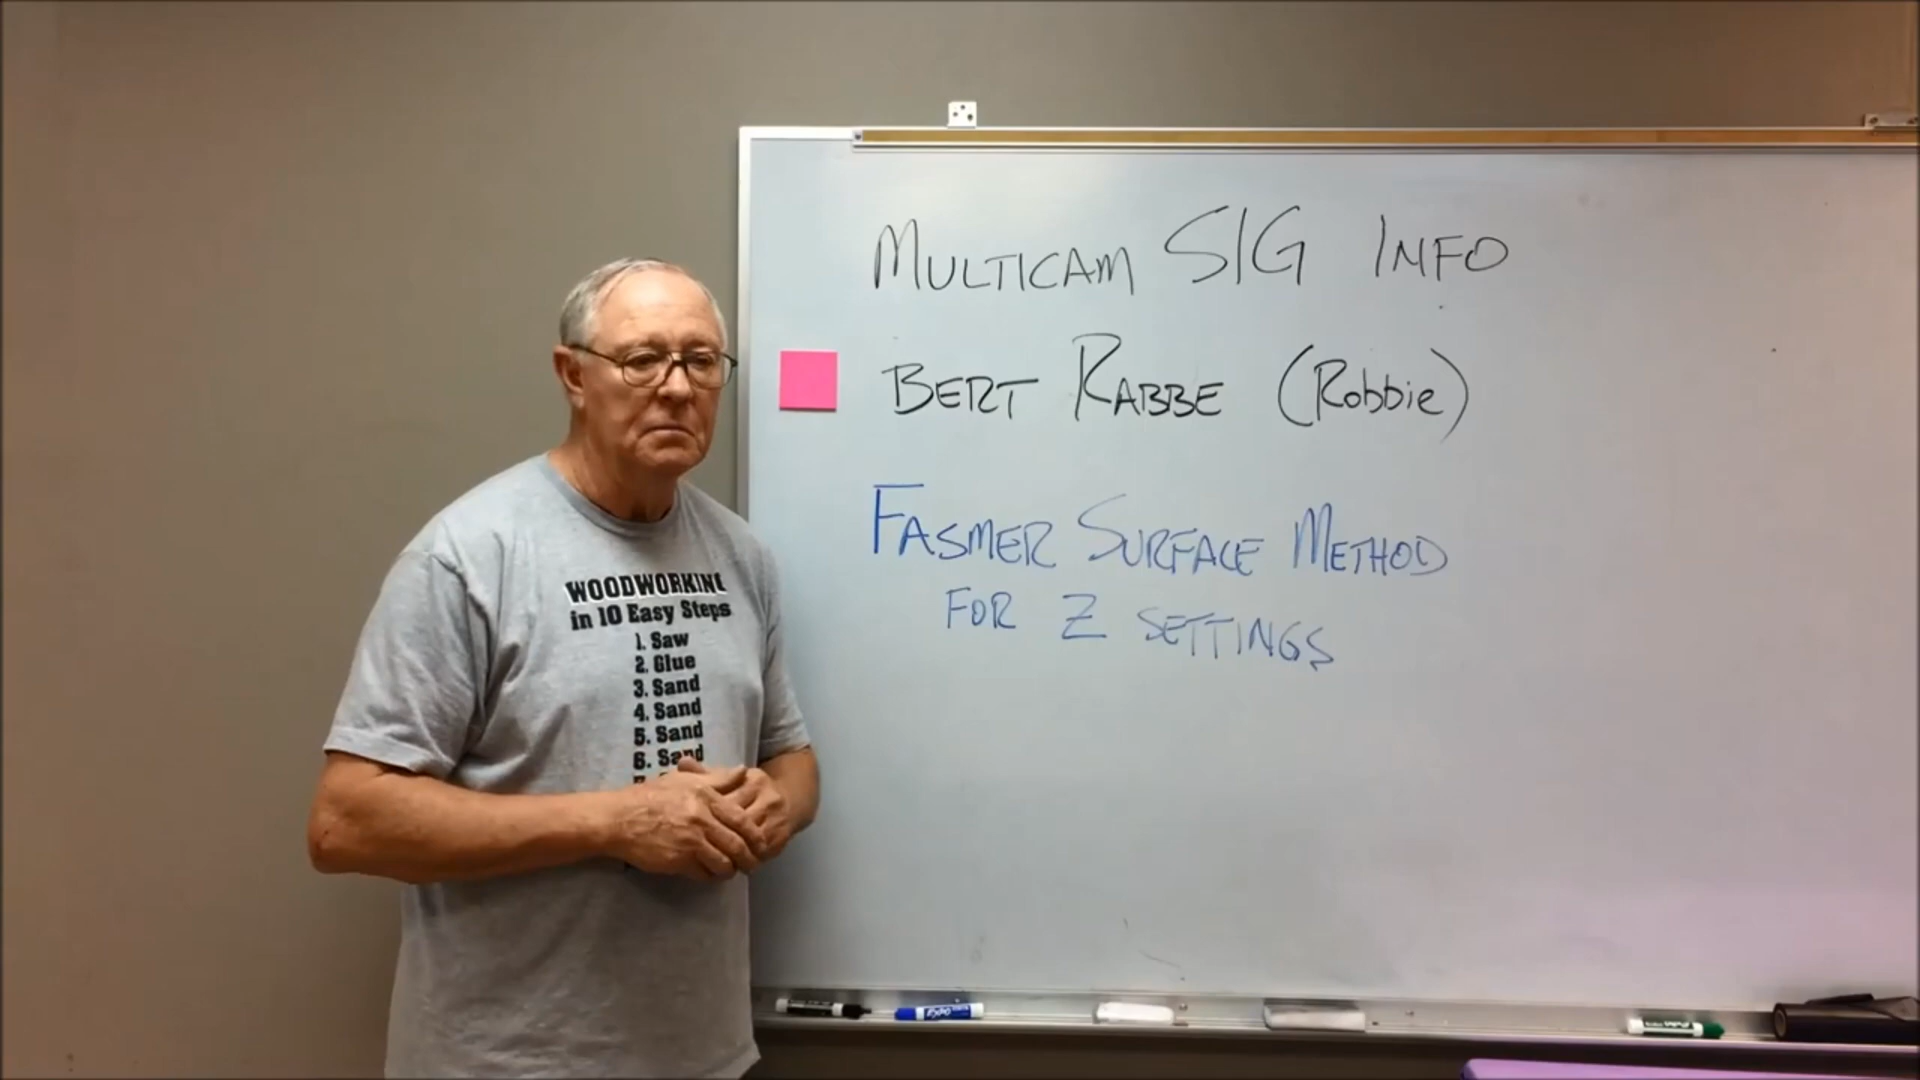 MULTICAM SIG INFO
BERT RABBE (Robbie)
FASMER SURFACE METHOD
FOR Z SETTINGS
WOODWORKING
in 10 Easy Steps
1. Saw
2. Glue
3. Sand
4. Sand
5. Sand
6. Sand